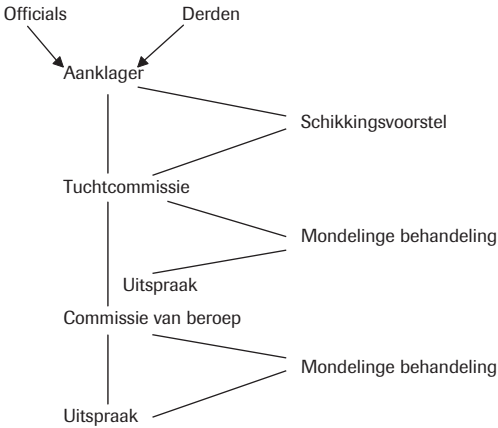 Officials
Derden
Aanklager
Schikkingsvoorstel
Tuchtcommissie
Mondelinge behandeling
Uitspraak
Commissie van beroep
Mondelinge behandeling
Uitspraak